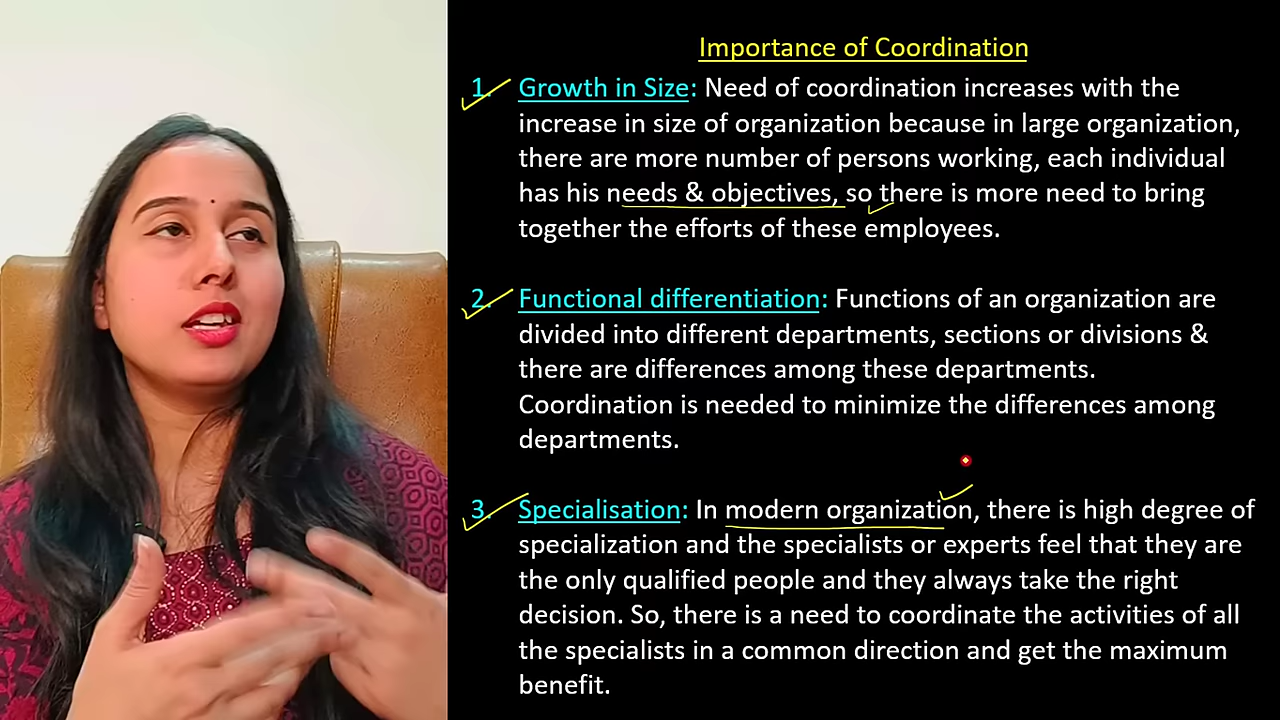 Importance of Coordination
1. Growth in Size: Need of coordination increases with the
increase in size of organization because in large organization,
there are more number of persons working, each individual
has his needs & objectives, so there is more need to bring
together the efforts of these employees.
2. Functional differentiation: Functions of an organization are
divided into different departments, sections or divisions &
there are differences among these departments.
Coordination is needed to minimize the differences among
departments.
3. Specialisation: In modern organization, there is high degree of
specialization and the specialists or experts feel that they are
the only qualified people and they always take the right
decision. So, there is a need to coordinate the activities of all
the specialists in a common direction and get the maximum
benefit.